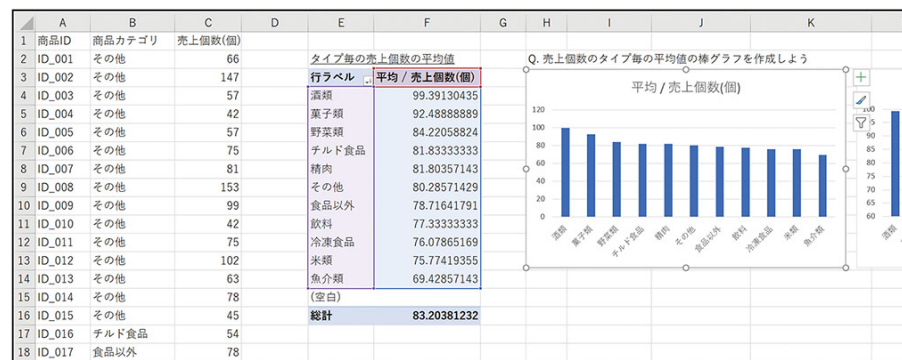 A B C D E F G H I J K
1 商品ID 商品カテゴリ 売上個数(個)
2 ID_001 その他 66 タイプ毎の売上個数の平均値 Q. 売上個数のタイプ毎の平均値の棒グラフを作成しよう
3 ID_002 その他 147 行ラベル 平均 / 売上個数(個)
4 ID_003 その他 57 酒類 99.39130435
5 ID_004 その他 42 菓子類 92.48888889
6 ID_005 その他 57 野菜類 84.22058824
7 ID_006 その他 75 チルド食品 81.83333333
8 ID_007 その他 81 精肉 81.80357143
9 ID_008 その他 153 その他 80.28571429
10 ID_009 その他 99 食品以外 78.71641791
11 ID_010 その他 42 飲料 77.33333333
12 ID_011 その他 75 冷凍食品 76.07865169
13 ID_012 その他 102 米類 75.77419355
14 ID_013 その他 63 魚介類 69.42857143
15 ID_014 その他 78 (空白)
16 ID_015 その他 45 総計 83.20381232
17 ID_016 チルド食品 54
18 ID_017 食品以外 78
平均 / 売上個数(個)
120
100
80
60
40
20
0
酒類 菓子類 野菜類 チルド食品 精肉 その他 食品以外 飲料 冷凍食品 米類 魚介類
90
85
80
75
70
65
60
酒類